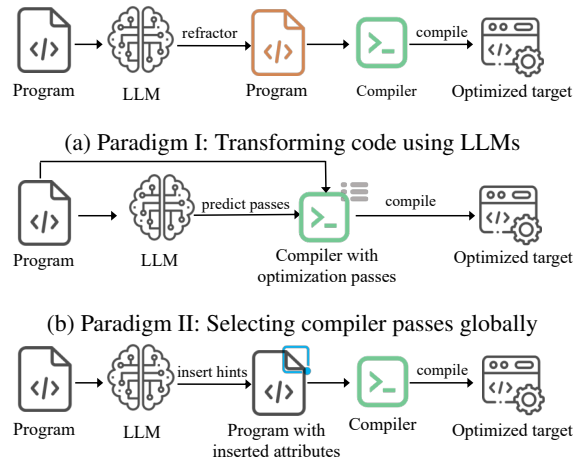 refractor
compile
Program
LLM
Program
Compiler
Optimized target
(a) Paradigm I: Transforming code using LLMs
predict passes
compile
Program
LLM
Compiler with
optimization passes
Optimized target
(b) Paradigm II: Selecting compiler passes globally
insert hints
compile
Program
LLM
Program with
inserted attributes
Compiler
Optimized target